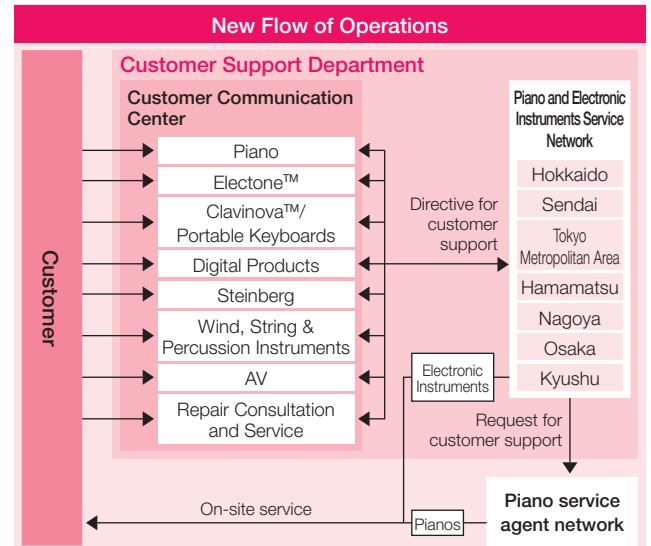 New Flow of Operations
Customer Support Department
Customer Communication
Center
Piano
Electone™
Clavinova™/
Portable Keyboards
Digital Products
Steinberg
Wind, String &
Percussion Instruments
AV
Repair Consultation
and Service
Customer
Directive for
customer
support
Piano and Electronic
Instruments Service
Network
Hokkaido
Sendai
Tokyo
Metropolitan Area
Hamamatsu
Nagoya
Osaka
Kyushu
Electronic
Instruments
Request for
customer support
On-site service
Pianos
Piano service
agent network